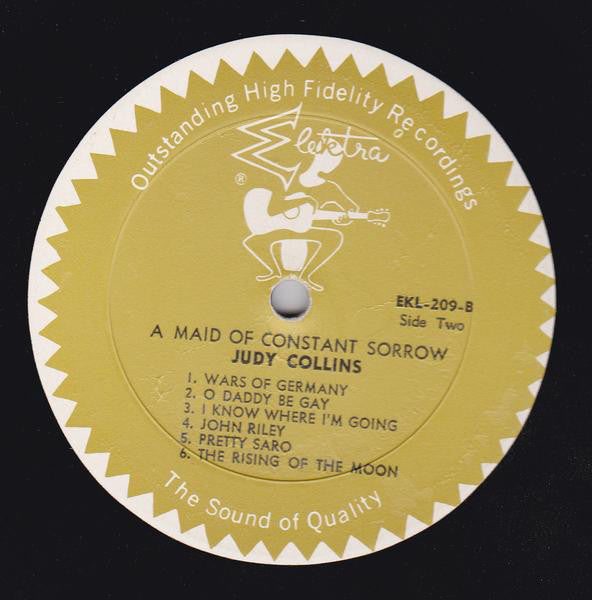 Outstanding High Fidelity Recordings
Elektra
®
EKL-209-B
Side Two
A MAID OF CONSTANT SORROW
JUDY COLLINS
1. WARS OF GERMANY
2. O DADDY BE GAY
3. I KNOW WHERE I'M GOING
4. JOHN RILEY
5. PRETTY SARO
6. THE RISING OF THE MOON
The Sound of Quality